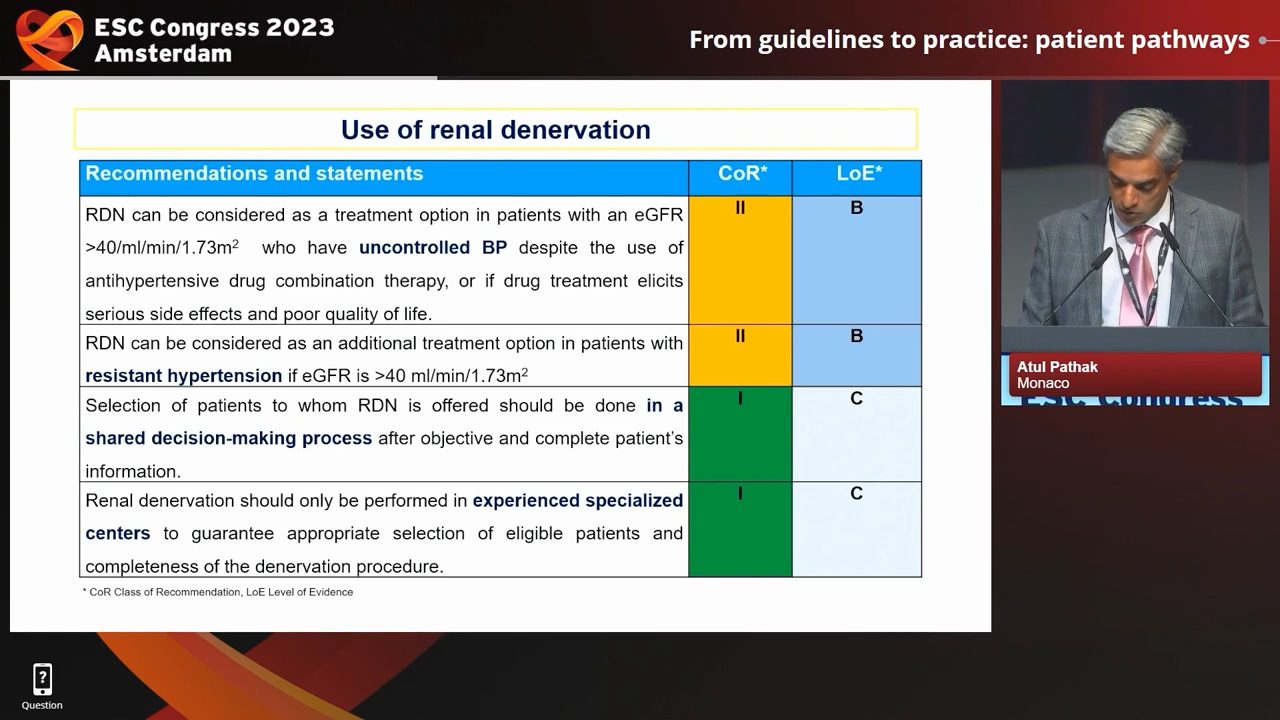 ESC Congress 2023
Amsterdam
From guidelines to practice: patient pathways
Use of renal denervation
Recommendations and statements CoR* LoE*
RDN can be considered as a treatment option in patients with an eGFR II B
>40/ml/min/1.73m² who have uncontrolled BP despite the use of
antihypertensive drug combination therapy, or if drug treatment elicits
serious side effects and poor quality of life.
RDN can be considered as an additional treatment option in patients with II B
resistant hypertension if eGFR is >40 ml/min/1.73m²
Selection of patients to whom RDN is offered should be done in a I C
shared decision-making process after objective and complete patient's
information.
Renal denervation should only be performed in experienced specialized I C
centers to guarantee appropriate selection of eligible patients and
completeness of the denervation procedure.
* CoR Class of Recommendation, LoE Level of Evidence
Atul Pathak
Monaco
ESC Congress
?
Question